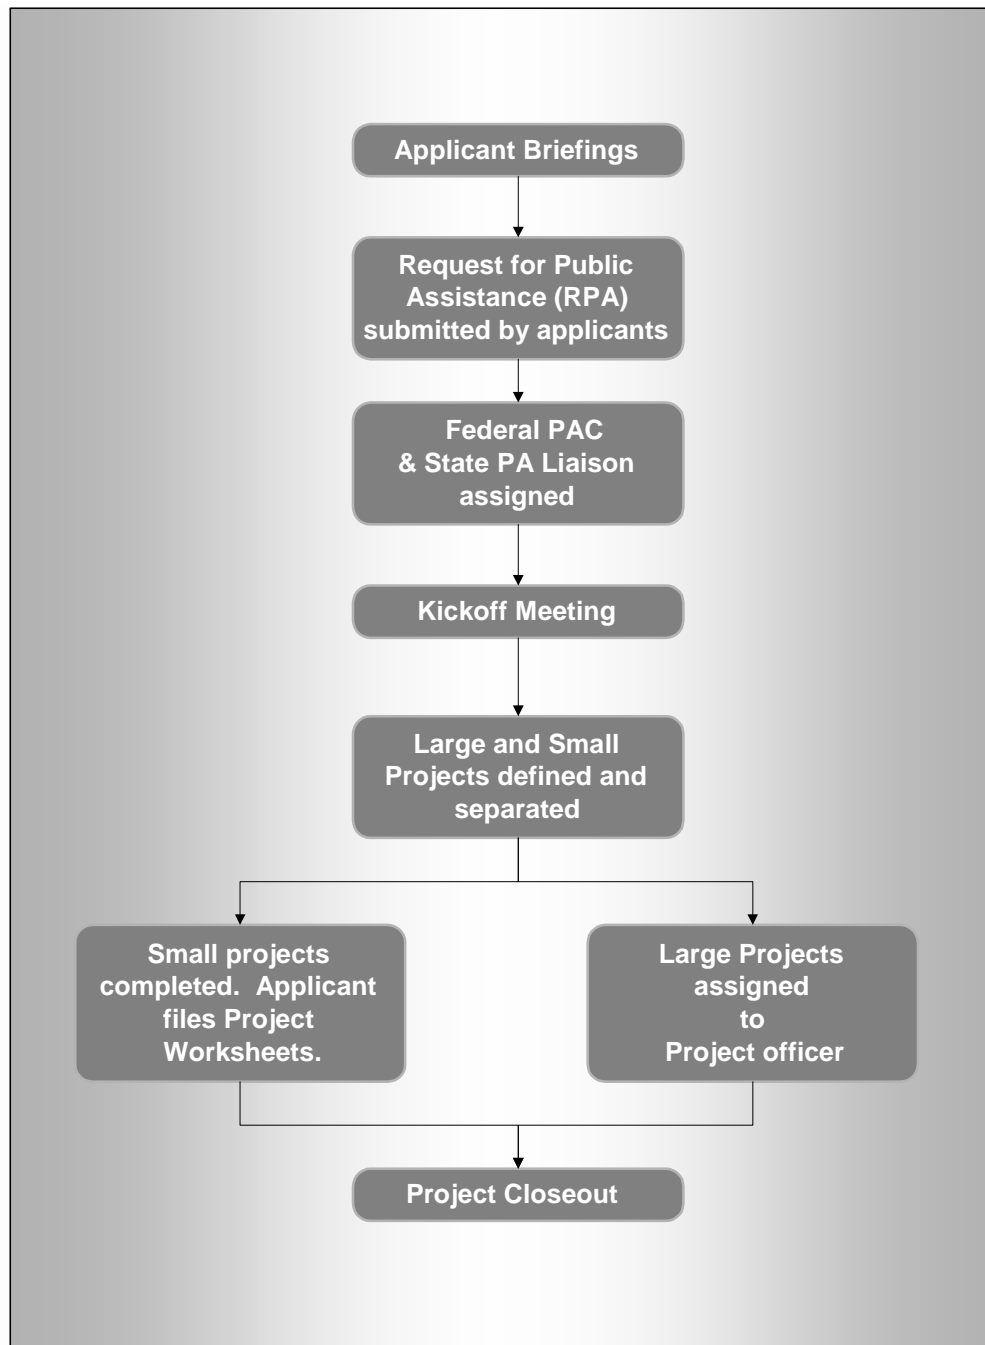 Applicant Briefings
Request for Public
Assistance (RPA)
submitted by applicants
Federal PAC
& State PA Liaison
assigned
Kickoff Meeting
Large and Small
Projects defined and
separated
Small projects
completed.  Applicant
files Project
Worksheets.
Large Projects
assigned
to
Project officer
Project Closeout